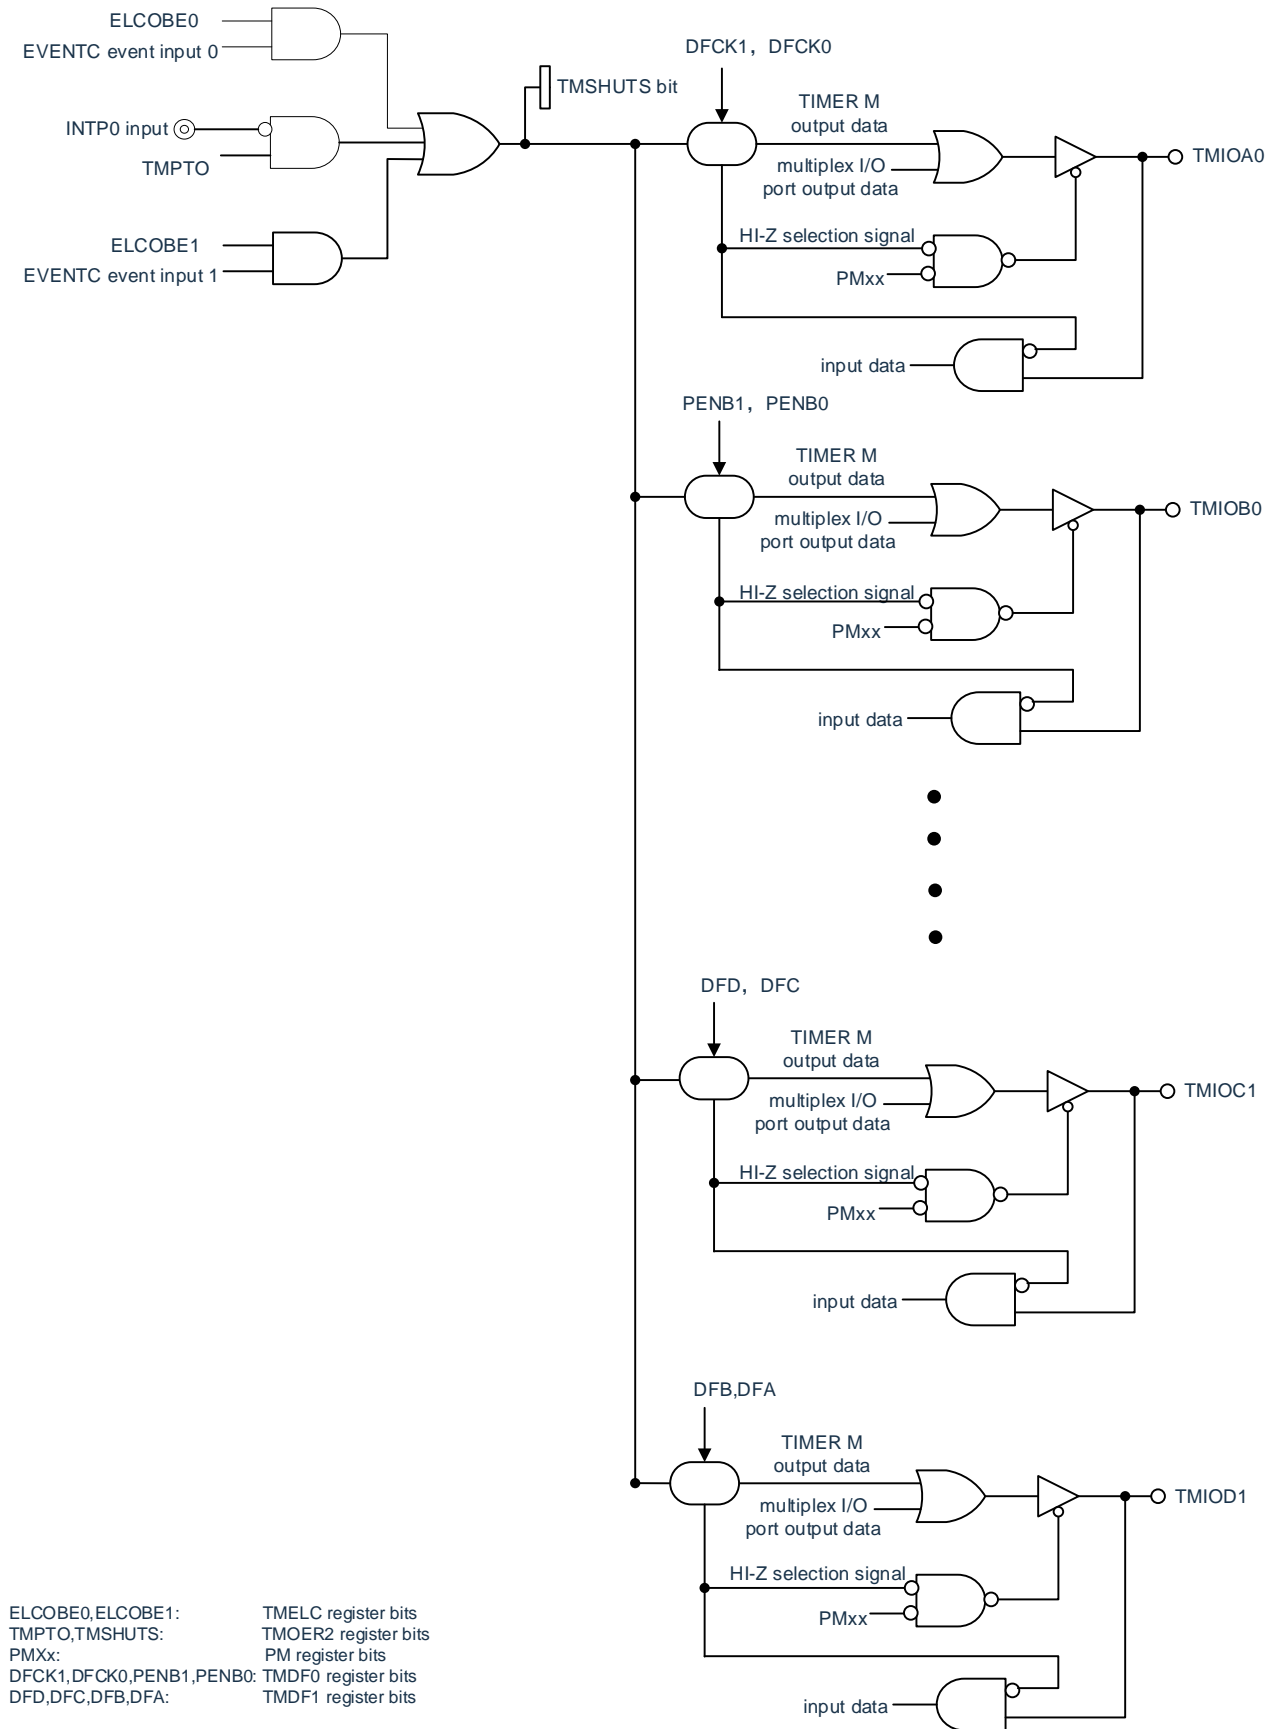 ELCOBE0
EVENTC event input 0
INTP0 input
TMPTO
ELCOBE1
EVENTC event input 1
TMSHUTS bit
DFCK1, DFCK0
TIMER M
output data
multiplex I/O
port output data
TMIOA0
HI-Z selection signal
PMxx
input data
PENB1, PENB0
TIMER M
output data
multiplex I/O
port output data
TMIOB0
HI-Z selection signal
PMxx
input data
DFD, DFC
TIMER M
output data
multiplex I/O
port output data
TMIOC1
HI-Z selection signal
PMxx
input data
DFB,DFA
TIMER M
output data
multiplex I/O
port output data
TMIOD1
HI-Z selection signal
PMxx
input data
ELCOBE0,ELCOBE1: TMELC register bits
TMPTO,TMSHUTS: TMOER2 register bits
PMXx: PM register bits
DFCK1,DFCK0,PENB1,PENB0: TMDF0 register bits
DFD,DFC,DFB,DFA: TMDF1 register bits